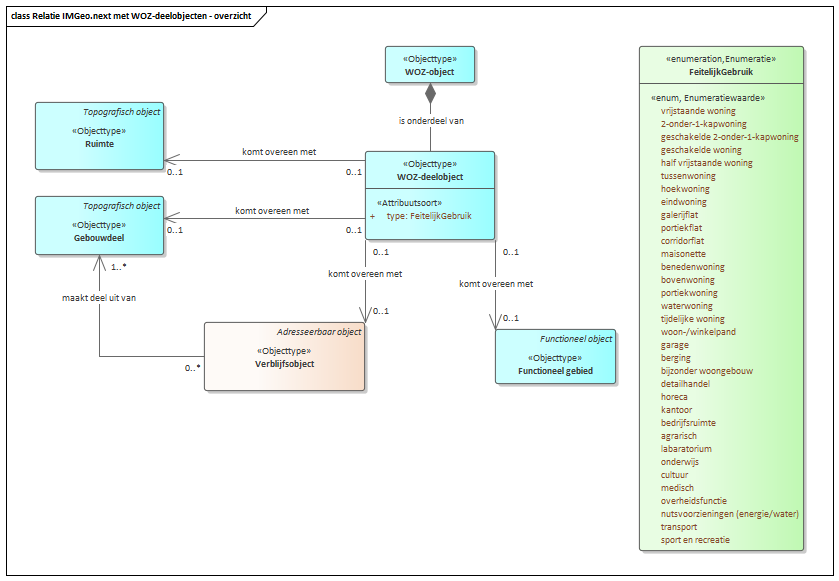 class Relatie IMGeo.next met WOZ-deelobjecten - overzicht
«Objecttype»
WOZ-object
is onderdeel van
Topografisch object
«Objecttype»
Ruimte
komt overeen met
0..1
0..1
«Objecttype»
WOZ-deelobject
«Attribuutsoort»
+ type: FeitelijkGebruik
Topografisch object
«Objecttype»
Gebouwdeel
komt overeen met
0..1
0..1
1..*
maakt deel uit van
0..*
0..1
komt overeen met
0..1
0..1
komt overeen met
0..1
Adresseerbaar object
«Objecttype»
Verblijfsobject
Functioneel object
«Objecttype»
Functioneel gebied
«enumeration,Enumeratie»
FeitelijkGebruik
«enum, Enumeratiewaarde»
vrijstaande woning
2-onder-1-kapwoning
geschakelde 2-onder-1-kapwoning
geschakelde woning
half vrijstaande woning
tussenwoning
hoekwoning
eindwoning
galerijflat
portiekflat
corridorflat
maisonette
benedenwoning
bovenwoning
portiekwoning
waterwoning
tijdelijke woning
woon-/winkelpand
garage
berging
bijzonder woongebouw
detailhandel
horeca
kantoor
bedrijfsruimte
agrarisch
labaratorium
onderwijs
cultuur
medisch
overheidsfunctie
nutsvoorzieningen (energie/water)
transport
sport en recreatie